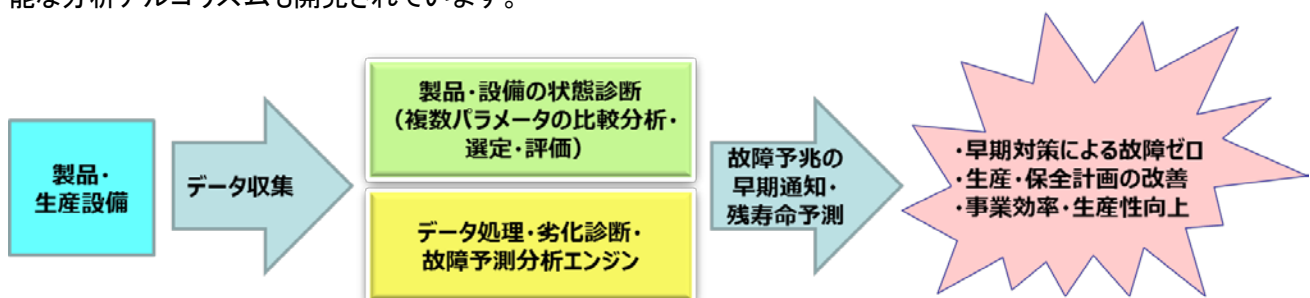 能な分析アルゴリズムも開発されています。
製品・
生産設備
データ収集
製品・設備の状態診断
(複数パラメータの比較分析・
選定・評価)
データ処理・劣化診断・
故障予測分析エンジン
故障予兆の
早期通知・
残寿命予測
・早期対策による故障ゼロ
・生産・保全計画の改善
・事業効率・生産性向上